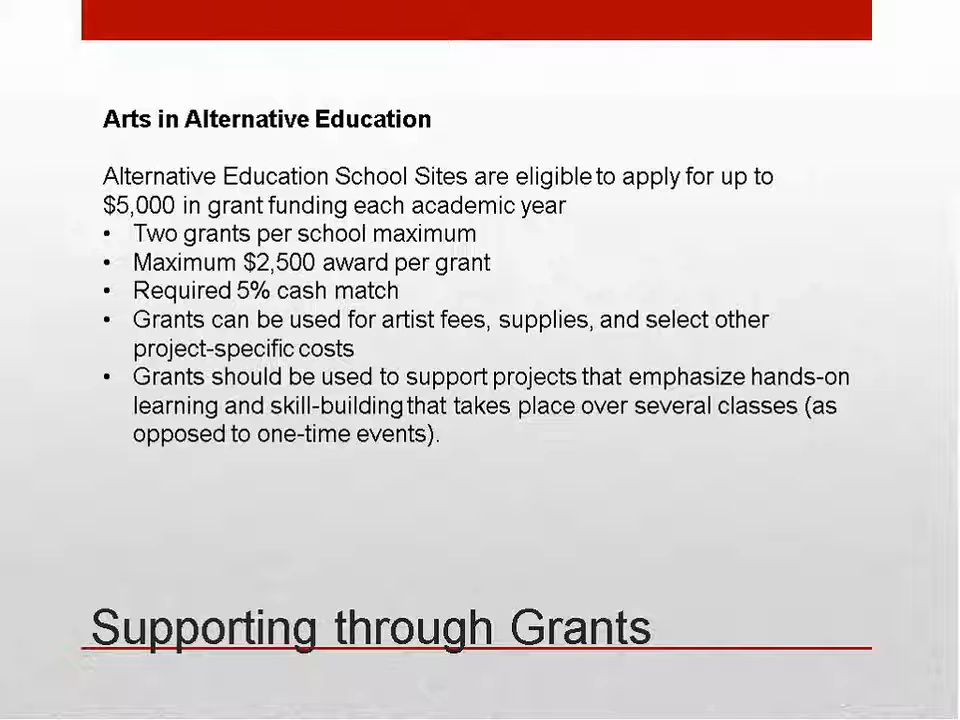 Arts in Alternative Education
Alternative Education School Sites are eligible to apply for up to
$5,000 in grant funding each academic year
• Two grants per school maximum
• Maximum $2,500 award per grant
• Required 5% cash match
• Grants can be used for artist fees, supplies, and select other
project-specific costs
• Grants should be used to support projects that emphasize hands-on
learning and skill-building that takes place over several classes (as
opposed to one-time events).
Supporting through Grants